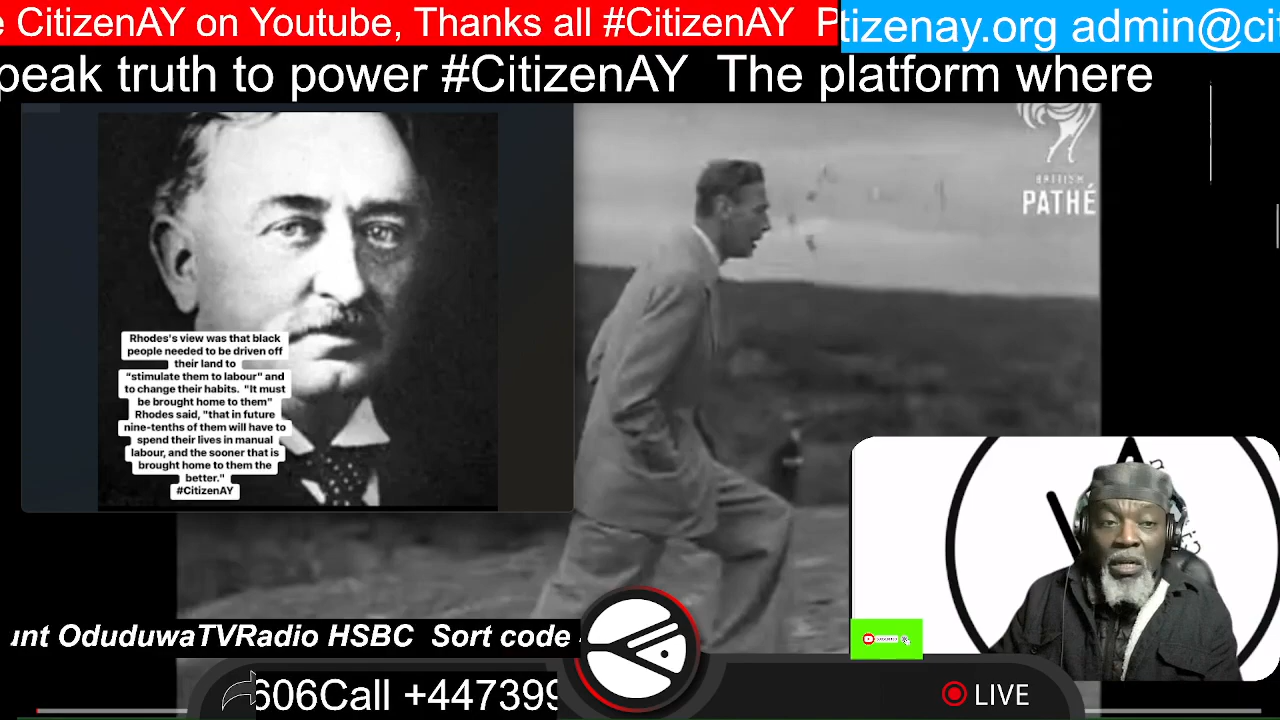 e CitizenAY on Youtube, Thanks all #CitizenAY P
tizenay.org admin@ci
peak truth to power #CitizenAY The platform where
BRITISH
PATHÉ
Rhodes's view was that black
people needed to be driven off
their land to
"stimulate them to labour" and
to change their habits. "It must
be brought home to them"
Rhodes said, "that in future
nine-tenths of them will have to
spend their lives in manual
labour, and the sooner that is
brought home to them the
better."
#CitizenAY
unt OduduwaTVRadio HSBC Sort code
606Call +447399
LIVE